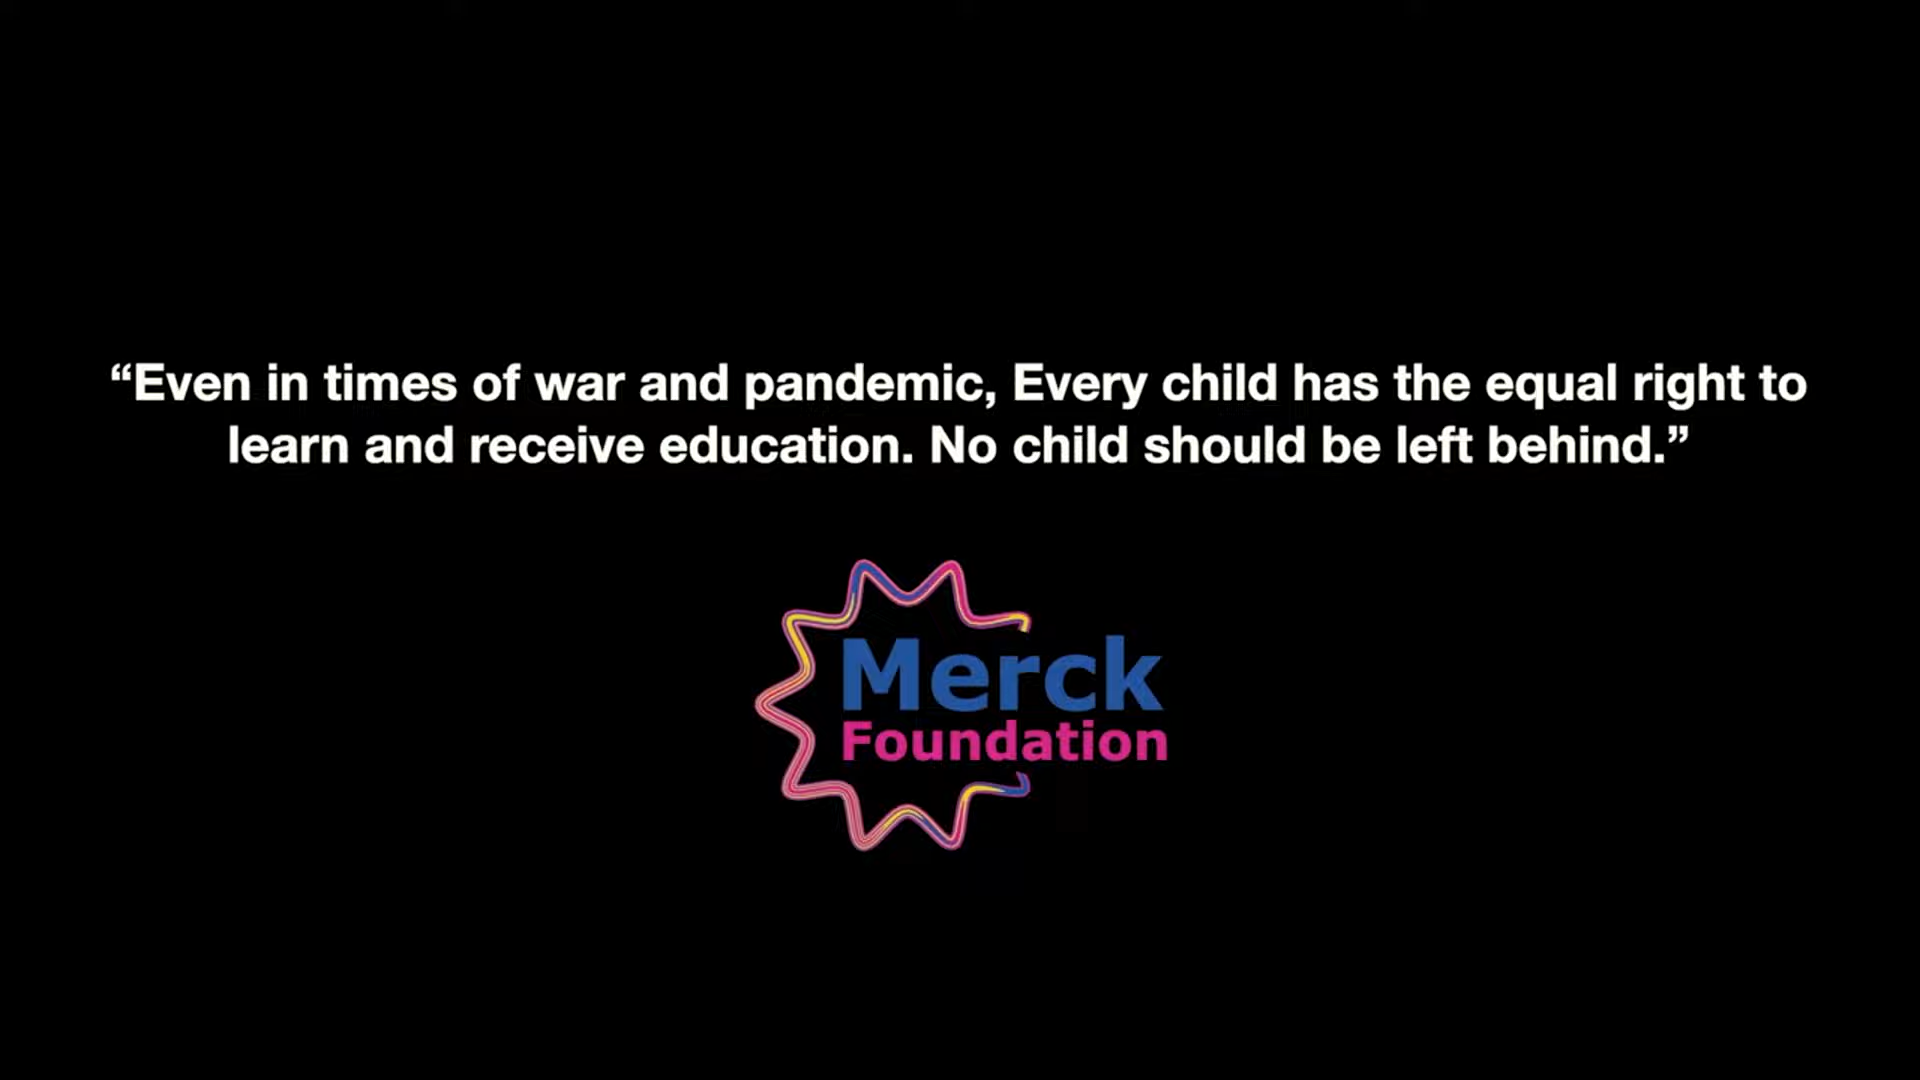 “Even in times of war and pandemic, Every child has the equal right to
learn and receive education. No child should be left behind.”
Merck
Foundation